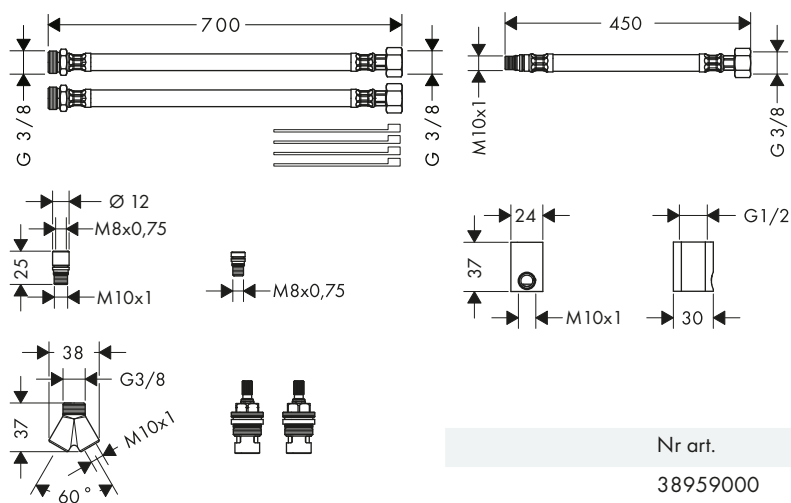 700
G 3/8
G 3/8
450
M10x1
G 3/8
Ø 12
M8x0,75
25
M10x1
M8x0,75
24
G1/2
37
M10x1
30
38
G3/8
37
M10x1
60°
Nr art.
38959000